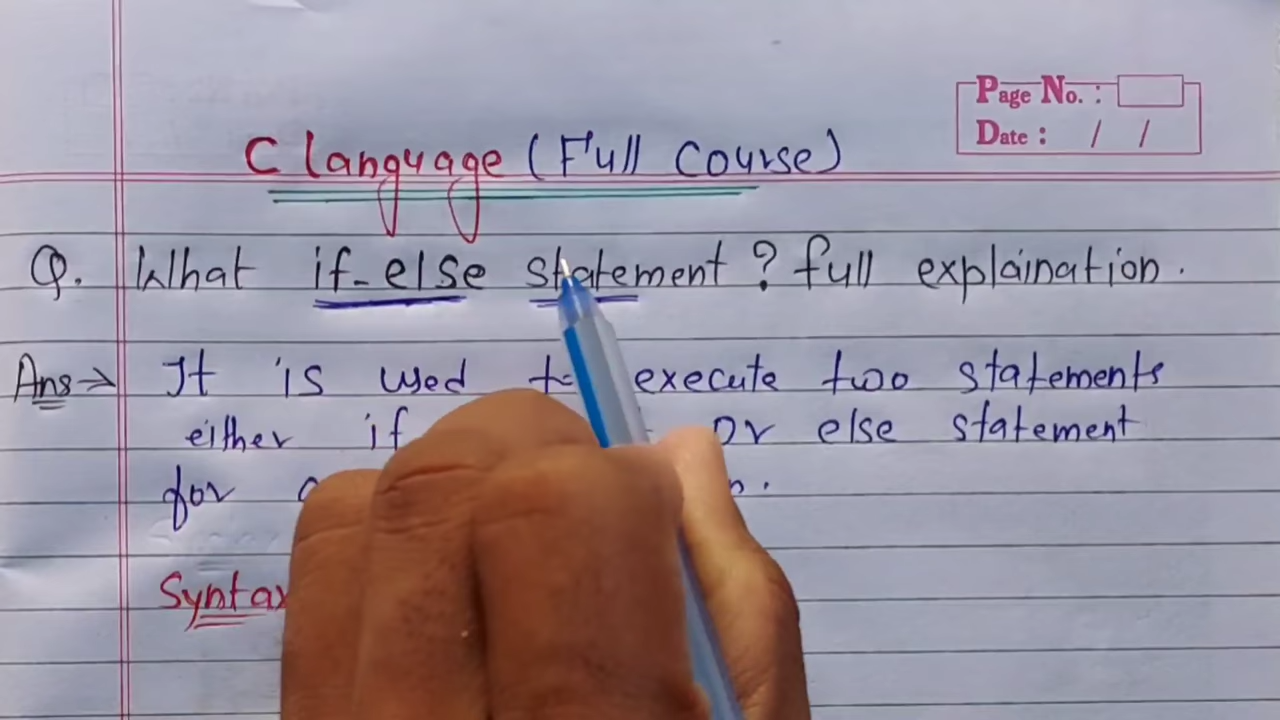 Page No. :
Date : / /
C language (Full Course)
Q. What if-else statement ? full explaination.
Ans→ It is used execute two statements
either if or else statement
for
Syntax